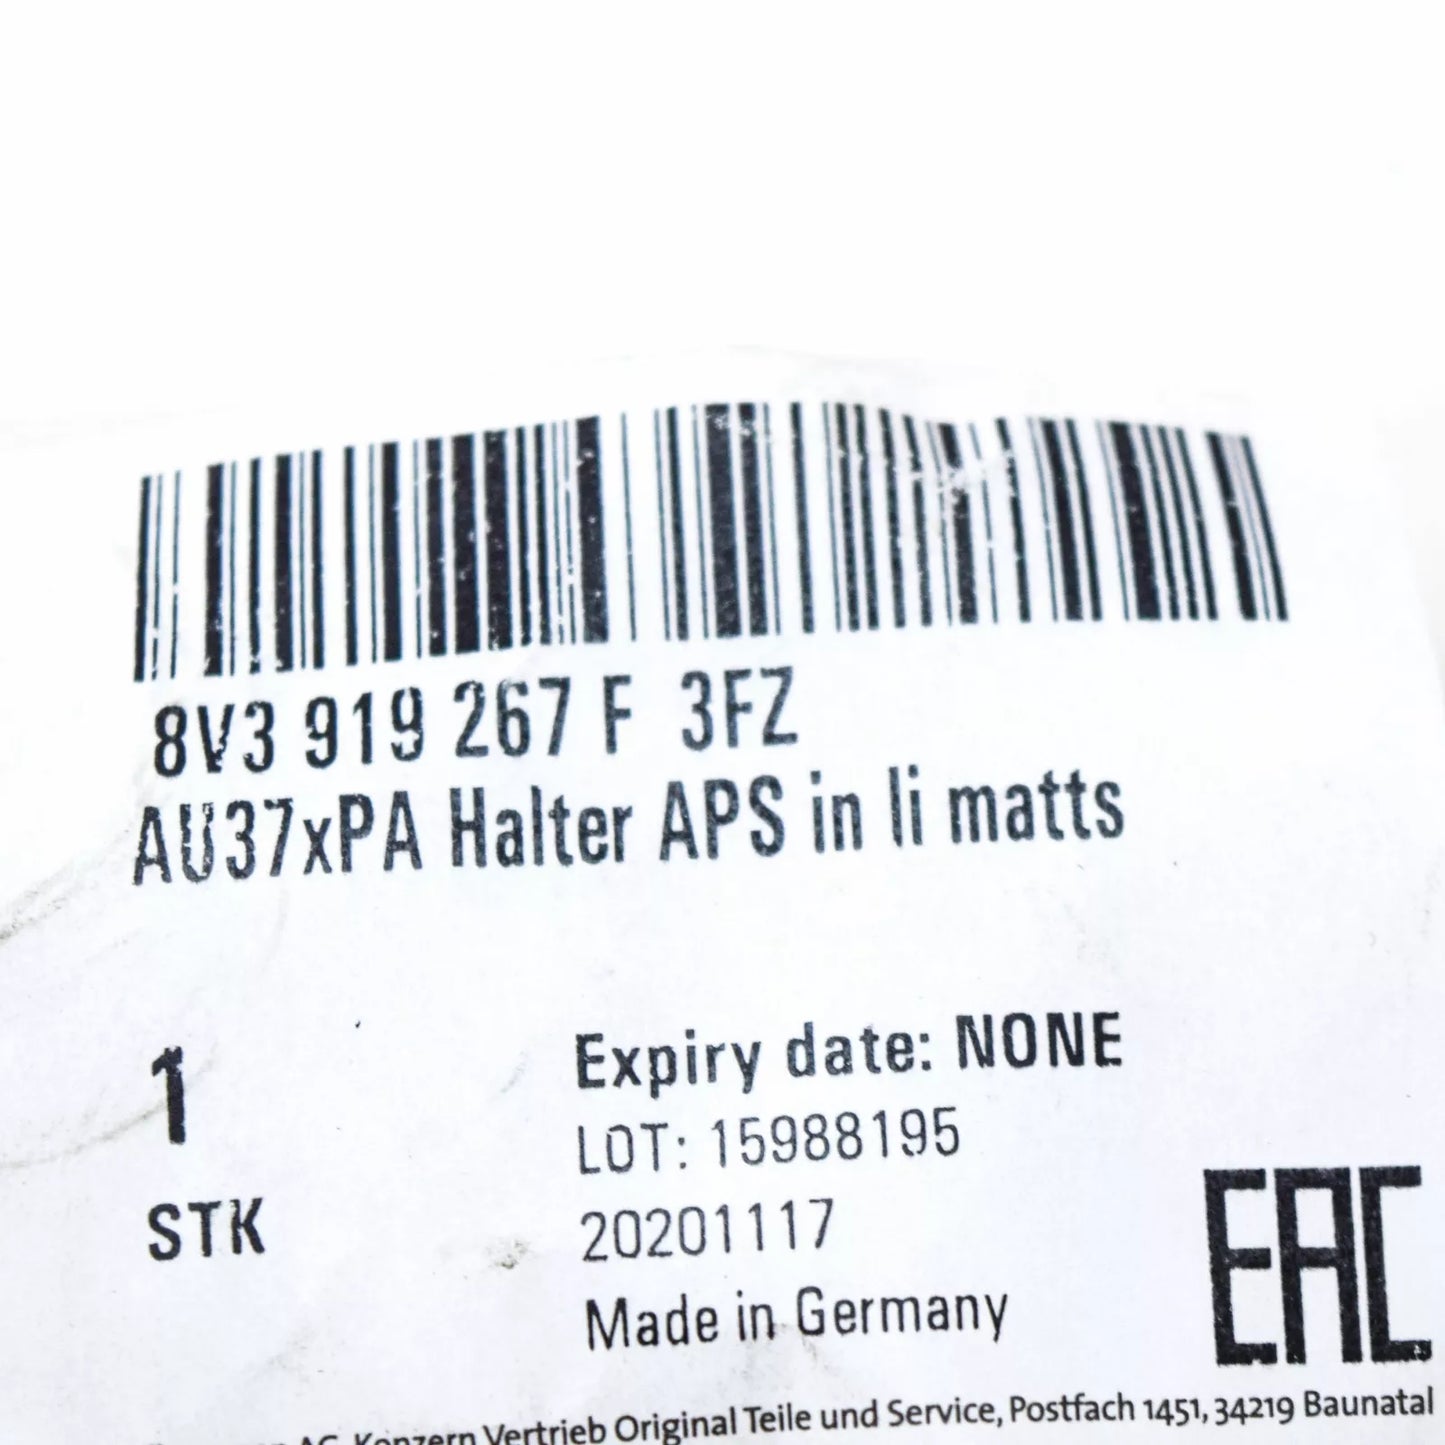 8V3 919 267 F 3FZ
AU37xPA Halter APS in li matts
1
Expiry date: NONE
LOT: 15988195
STK
20201117
Made in Germany
EAC
AG, Konzern Vertrieb Original Teile und Service, Postfach 1451, 34219 Baunatal